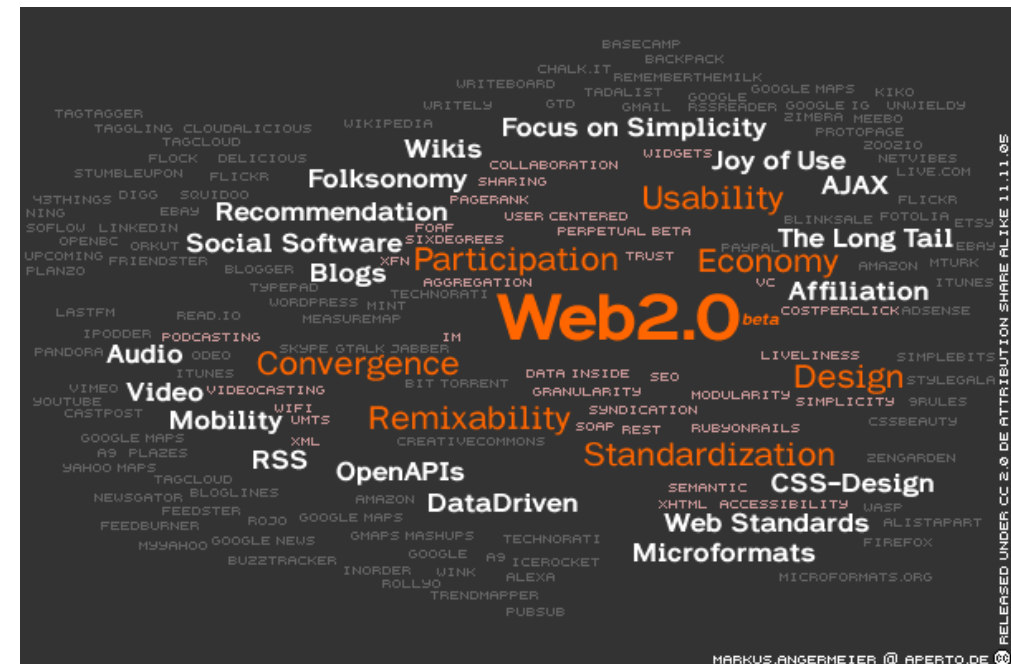 BASECAMP
BACKPACK
CHALK.IT
REMEMBERTHEMILK
WRITEBOARD TADALIST GOOGLE GOOGLE MAPS KIKO
WRITELY GTD GMAIL RSSREADER GOOGLE IG UNWIELDY
TAGTAGGER WIKIPEDIA Focus on Simplicity ZIMBRA MEEBO
TAGGLING CLOUDALICIOUS PROTOPAGE
TAGCLOUD Wikis WIDGETS Joy of Use ZOOZIO
FLOCK DELICIOUS COLLABORATION NETVIBES
STUMBLEUPON FLICKR Folksonomy SHARING AJAX LIVE.COM
43THINGS DIGG SQUIDOO PAGERANK Usability FLICKR
NING EBAY Recommendation USER CENTERED BLINKSALE FOTOLIA ETSY
SOFLOW LINKEDIN FOAF PERPETUAL BETA
OPENBC ORKUT Social Software SIXDEGREES PAYPAL The Long Tail EBAY
UPCOMING FRIENDSTER XFN Participation TRUST Economy AMAZON MTURK
PLANZO BLOGGER Blogs AGGREGATION VC ITUNES
TYPEPAD TECHNORATI Affiliation
WORDPRESS MINT COSTPERCLICK ADSENSE
LASTFM READ.IO MEASUREMAP Web2.0 beta
IPODDER PODCASTING IM
PANDORA Audio ODEO SKYPE GTALK JABBER LIVELINESS SIMPLEBITS
ITUNES Convergence DATA INSIDE SEO Design STYLEGALA
VIMEO Video VIDEOCASTING BIT TORRENT GRANULARITY MODULARITY SIMPLICITY 9RULES
YOUTUBE WIFI SYNDICATION
CASTPOST Mobility UMTS Remixability SOAP REST RUBYONRAILS CSSBEAUTY
GOOGLE MAPS XML CREATIVECOMMONS
A9 PLAZES RSS Standardization ZENGARDEN
YAHOO MAPS
TAGCLOUD OpenAPIs SEMANTIC CSS-Design
NEWSGATOR BLOGLINES AMAZON DataDriven XHTML ACCESSIBILITY WASP
FEEDSTER ROJO GOOGLE MAPS Web Standards ALISTAPART
FEEDBURNER
MYYAHOO GOOGLE NEWS GMAPS MASHUPS TECHNORATI FIREFOX
BUZZTRACKER GOOGLE A9 ICEROCKET Microformats
INORDER WINK ALEXA MICROFORMATS.ORG
ROLLYO
TRENDMAPPER
PUBSUB
MARKUS.ANGERMEIER @ APERTO.DE
RELEASED UNDER CC 2.0 DE ATTRIBUTION SHARE ALIKE 11.11.05